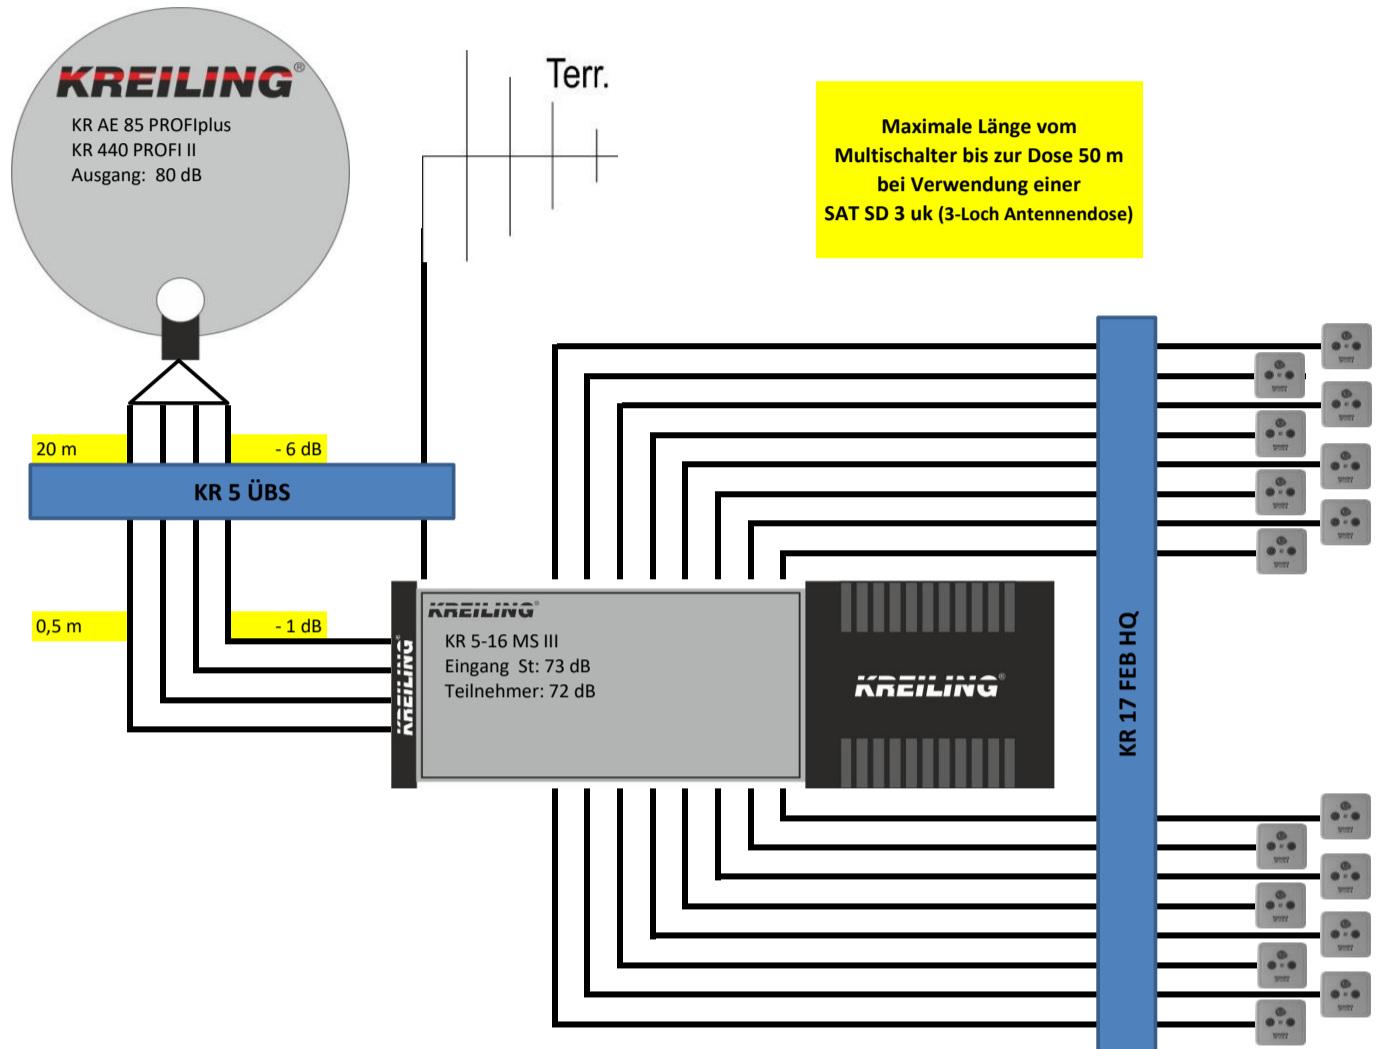 KREILING®
KR AE 85 PROFIplus
KR 440 PROFI II
Ausgang: 80 dB
Terr.
Maximale Länge vom
Multischalter bis zur Dose 50 m
bei Verwendung einer
SAT SD 3 uk (3-Loch Antennendose)
20 m
- 6 dB
KR 5 ÜBS
0,5 m
- 1 dB
KREILING®
KREILING®
KR 5-16 MS III
Eingang St: 73 dB
Teilnehmer: 72 dB
KREILING®
KR 17 FEB HQ